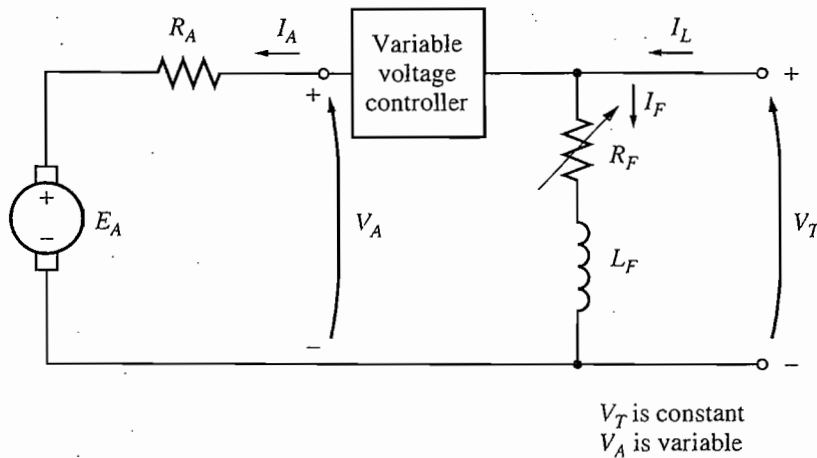 R_A
I_A
Variable
voltage
controller
I_L
+
+
I_F
R_F
+
−
E_A
V_A
V_T
L_F
−
−
V_T is constant
V_A is variable